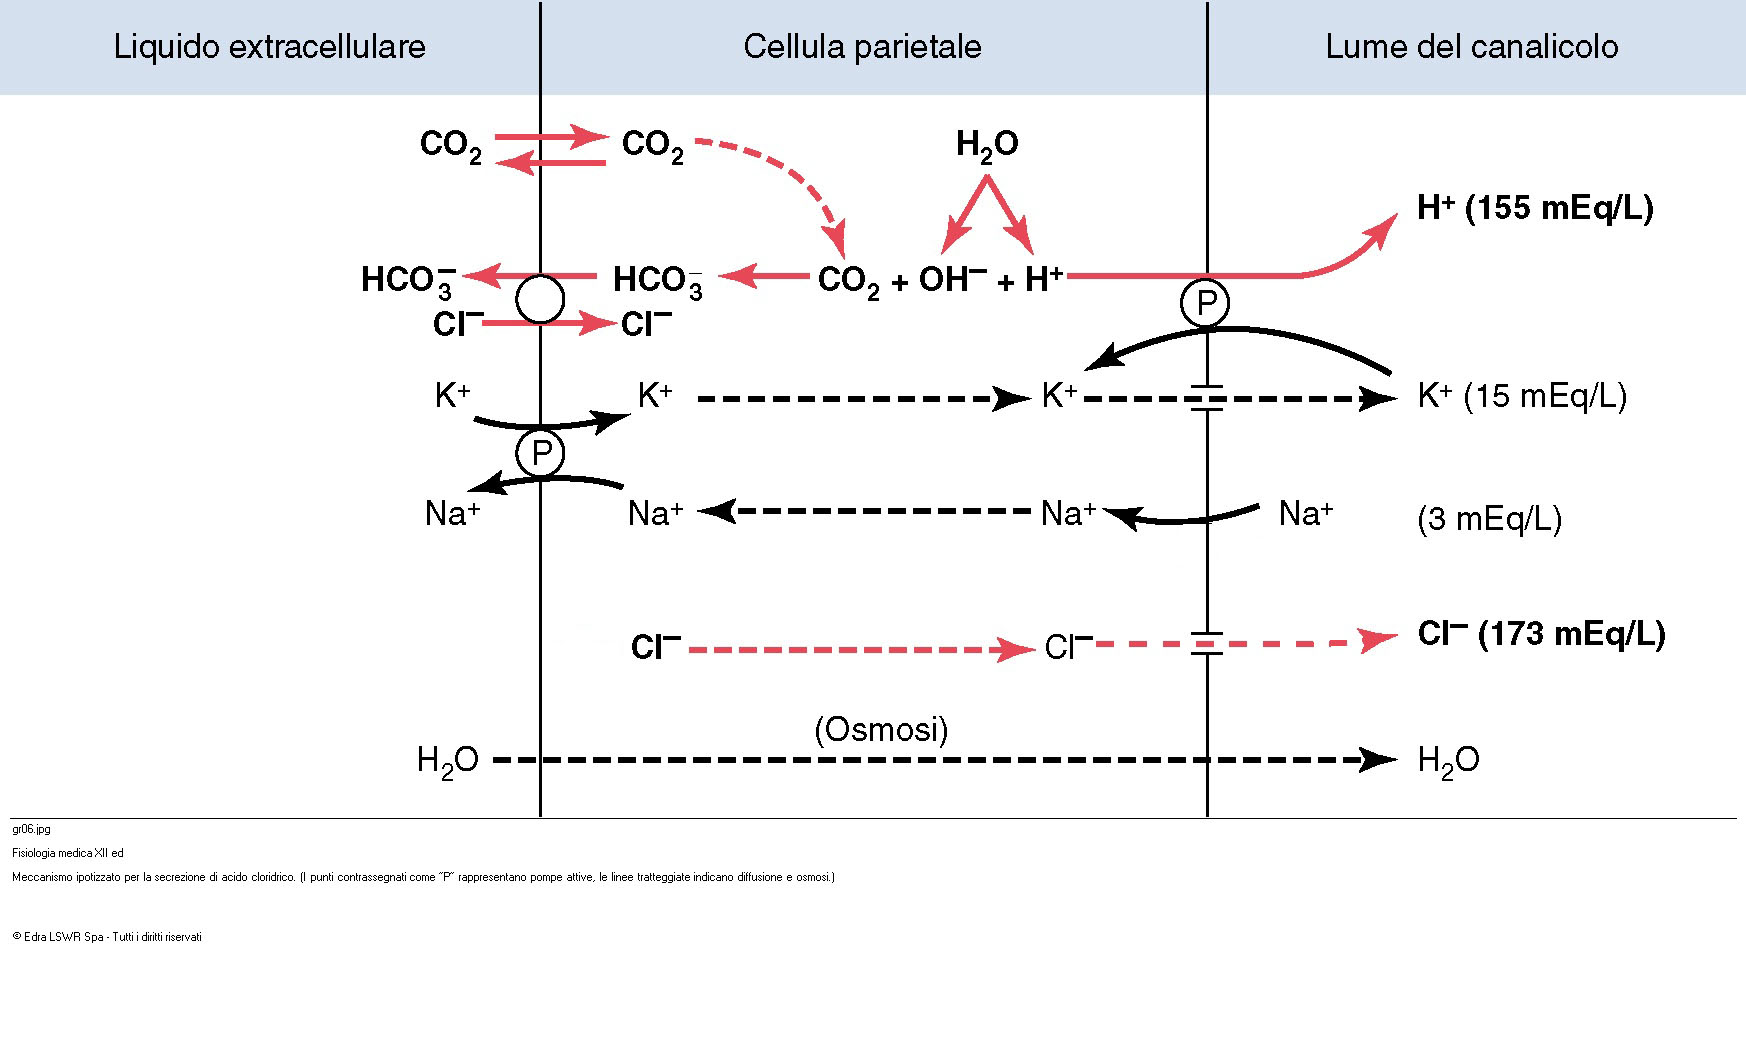 Liquido extracellulare Cellula parietale Lume del canalicolo
CO₂ CO₂ H₂O
H⁺ (155 mEq/L)
HCO₃⁻ HCO₃⁻ CO₂ + OH⁻ + H⁺
P
Cl⁻ Cl⁻
K⁺ K⁺ K⁺ K⁺ (15 mEq/L)
P
Na⁺ Na⁺ Na⁺ Na⁺ (3 mEq/L)
Cl⁻ Cl⁻ Cl⁻ (173 mEq/L)
(Osmosi)
H₂O H₂O
gr06.jpg
Fisiologia medica XII ed
Meccanismo ipotizzato per la secrezione di acido cloridrico. (I punti contrassegnati come "P" rappresentano pompe attive, le linee tratteggiate indicano diffusione e osmosi.)
© Edra LSWR Spa - Tutti i diritti riservati